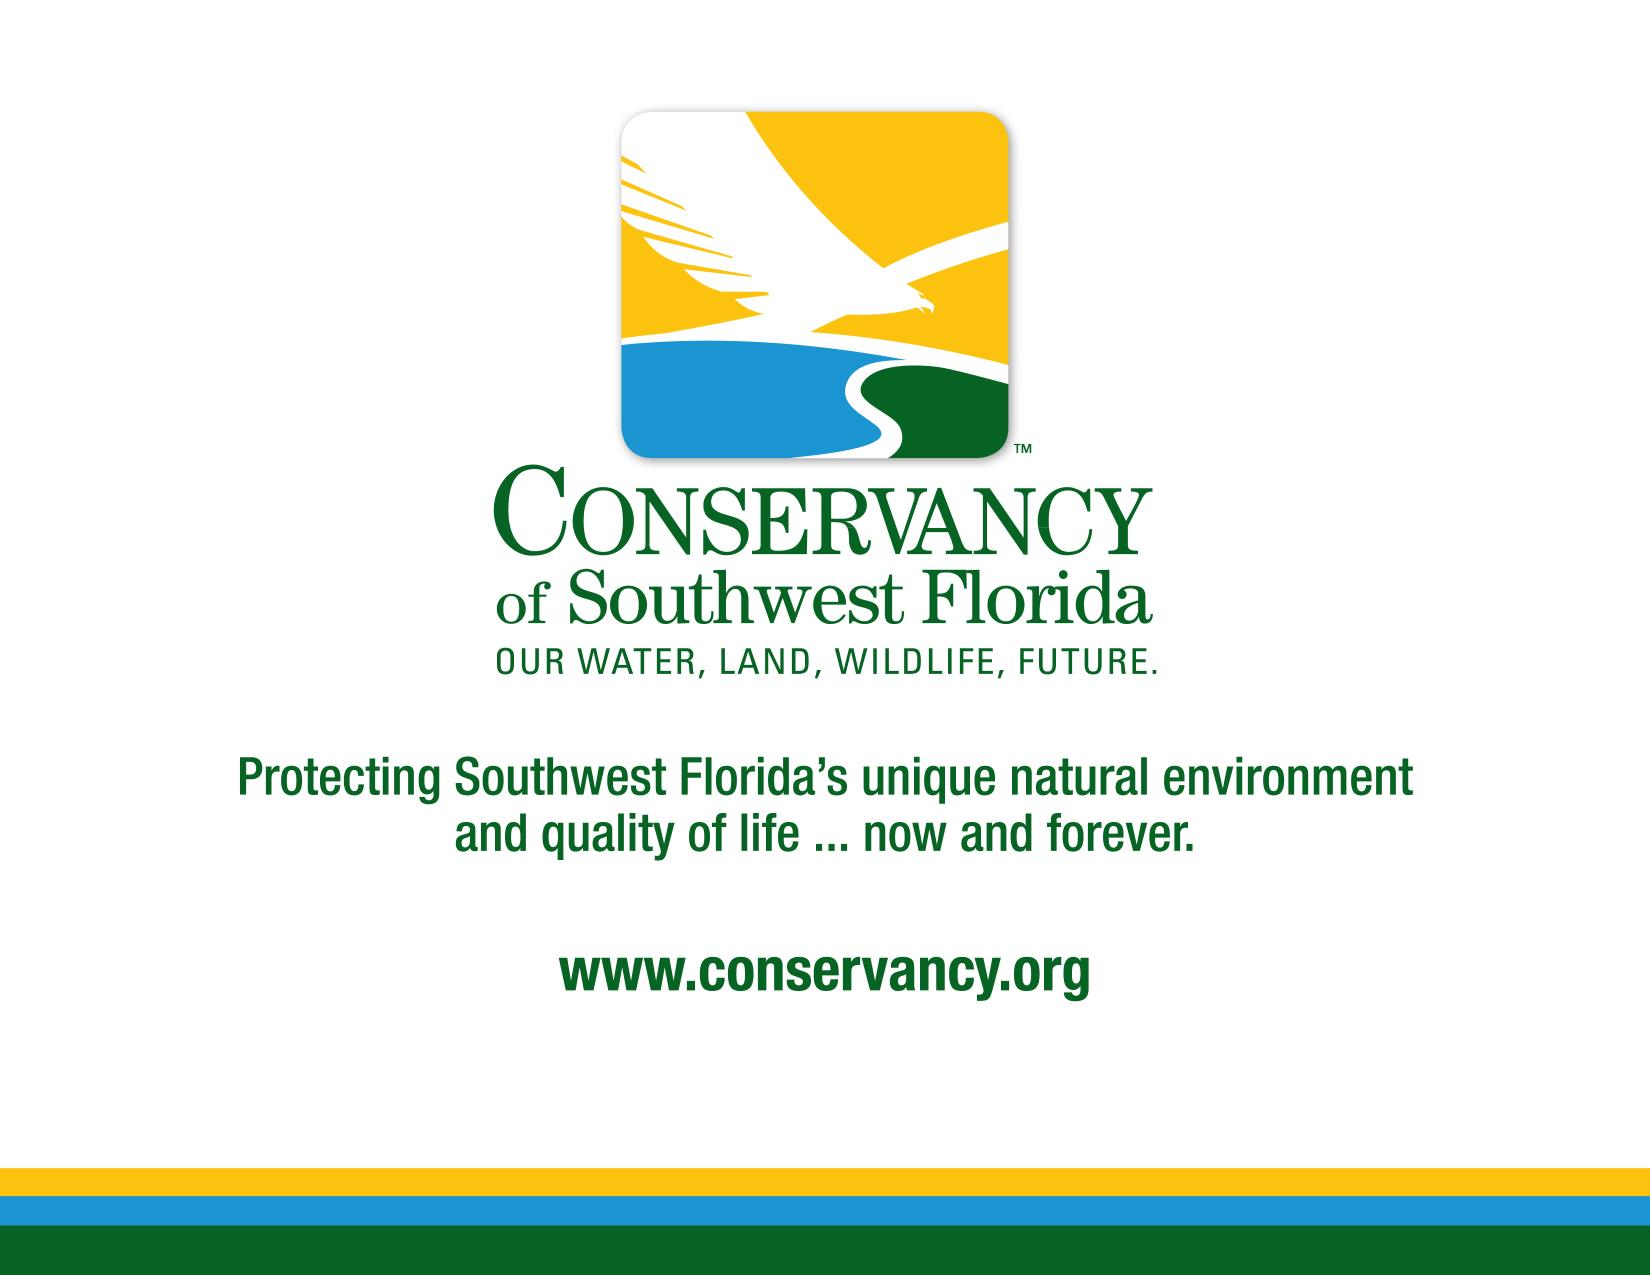 ™
CONSERVANCY
of Southwest Florida
OUR WATER, LAND, WILDLIFE, FUTURE.
Protecting Southwest Florida’s unique natural environment
and quality of life ... now and forever.
www.conservancy.org